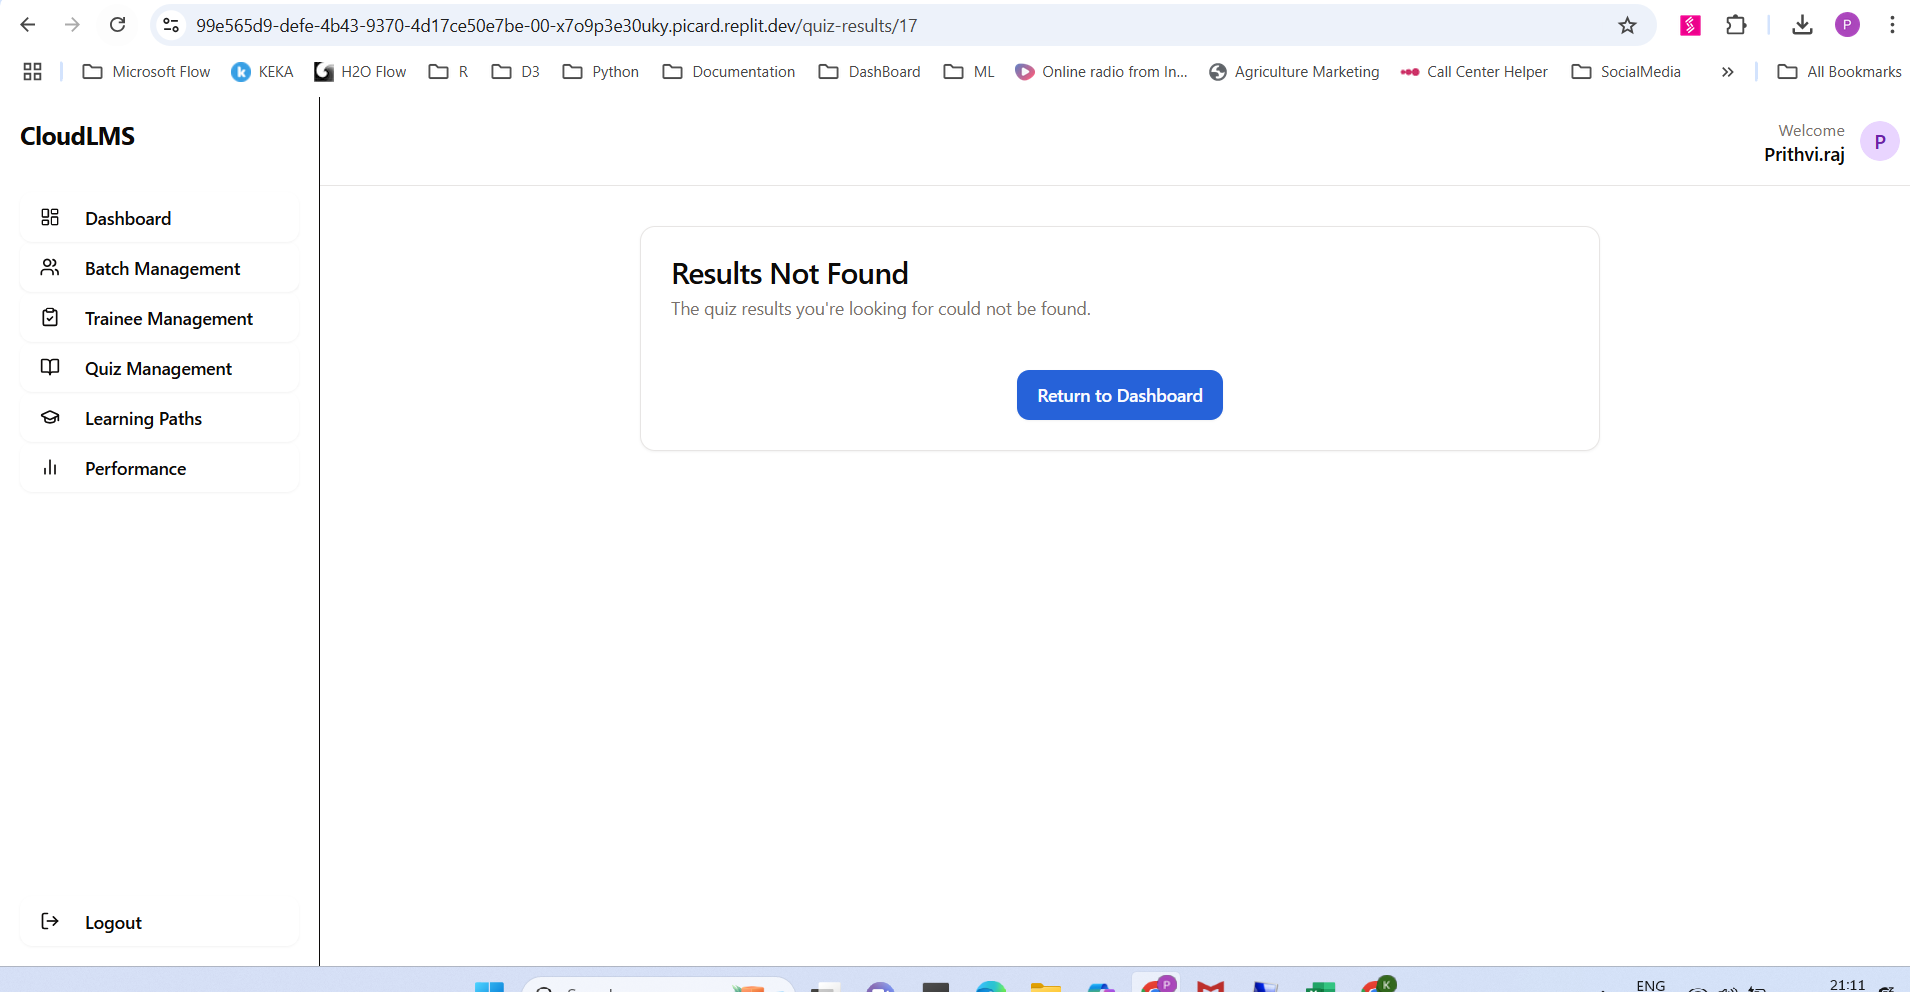 99e565d9-defe-4b43-9370-4d17ce50e7be-00-x7o9p3e30uky.picard.replit.dev/quiz-results/17
P
Microsoft Flow
k KEKA
H2O Flow
R
D3
Python
Documentation
DashBoard
ML
Online radio from In...
Agriculture Marketing
Call Center Helper
SocialMedia
All Bookmarks
CloudLMS
Welcome
Prithvi.raj
P
Dashboard
Batch Management
Trainee Management
Quiz Management
Learning Paths
Performance
Results Not Found
The quiz results you're looking for could not be found.
Return to Dashboard
Logout
P
K
ENG
21:11